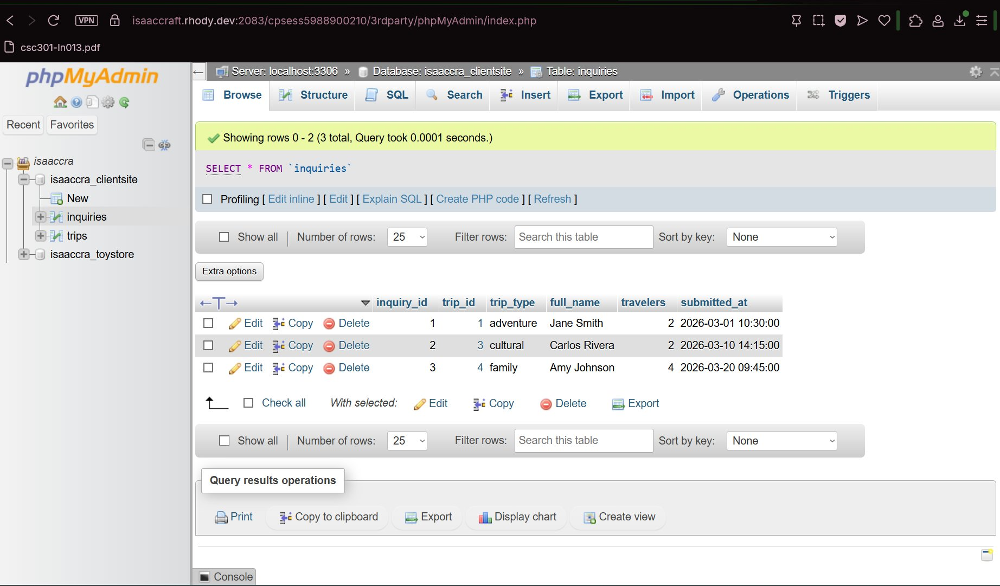 VPN
isaaccraft.rhody.dev:2083/cpsess5988900210/3rdparty/phpMyAdmin/index.php
csc301-ln013.pdf
phpMyAdmin
Recent Favorites
isaaccra
isaaccra_clientsite
New
inquiries
trips
isaaccra_toystore
Server: localhost:3306 » Database: isaaccra_clientsite » Table: inquiries
Browse Structure SQL Search Insert Export Import Operations Triggers
Showing rows 0 - 2 (3 total, Query took 0.0001 seconds.)
SELECT * FROM `inquiries`
Profiling [ Edit inline ] [ Edit ] [ Explain SQL ] [ Create PHP code ] [ Refresh ]
Show all | Number of rows: 25 Filter rows: Search this table Sort by key: None
Extra options
←T→ inquiry_id trip_id trip_type full_name travelers submitted_at
Edit Copy Delete 1 1 adventure Jane Smith 2 2026-03-01 10:30:00
Edit Copy Delete 2 3 cultural Carlos Rivera 2 2026-03-10 14:15:00
Edit Copy Delete 3 4 family Amy Johnson 4 2026-03-20 09:45:00
Check all With selected: Edit Copy Delete Export
Show all | Number of rows: 25 Filter rows: Search this table Sort by key: None
Query results operations
Print Copy to clipboard Export Display chart Create view
Console